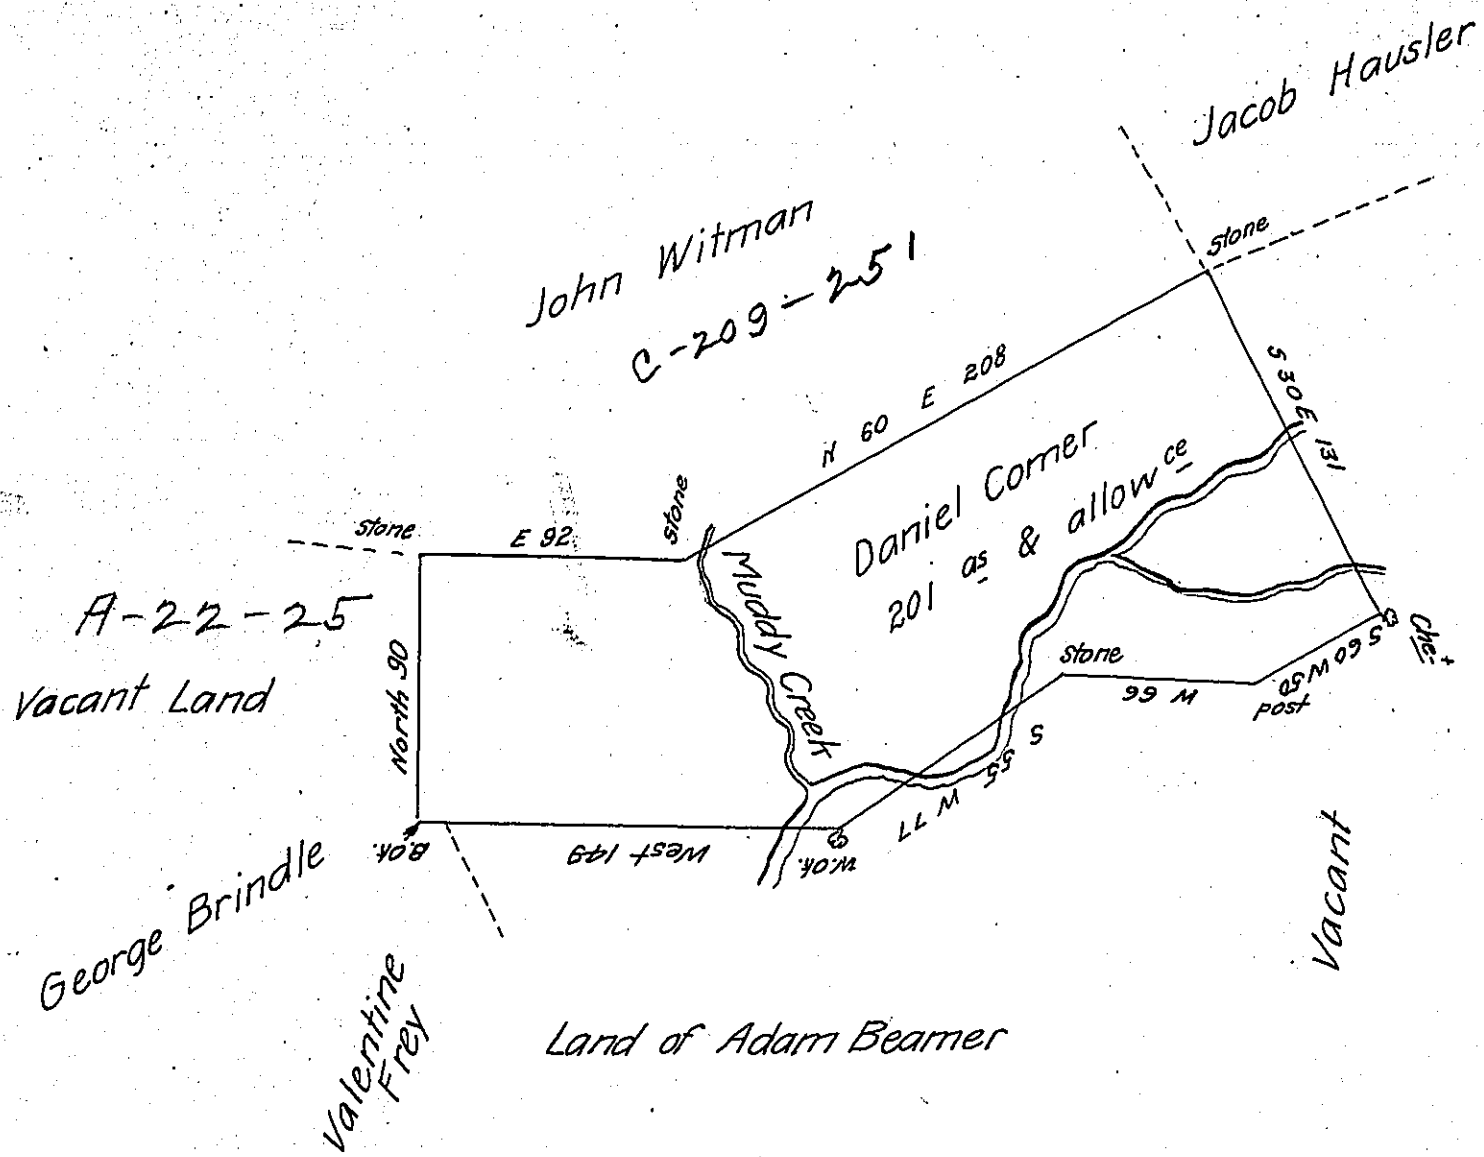 Jacob Hausler
John Witman
C-209-251
Stone
N 60 E 208
S 30 E 131
Daniel Comer
201 as & allowce
stone
E 92
stone
Muddy Creek
A-22-25
Vacant Land
North 90
Stone
W 66
Post
S 60 W 50
Che-t
S 55 W 77
West 149
W.ok.
B.ok.
George Brindle
Valentine
Frey
Land of Adam Beamer
Vacant